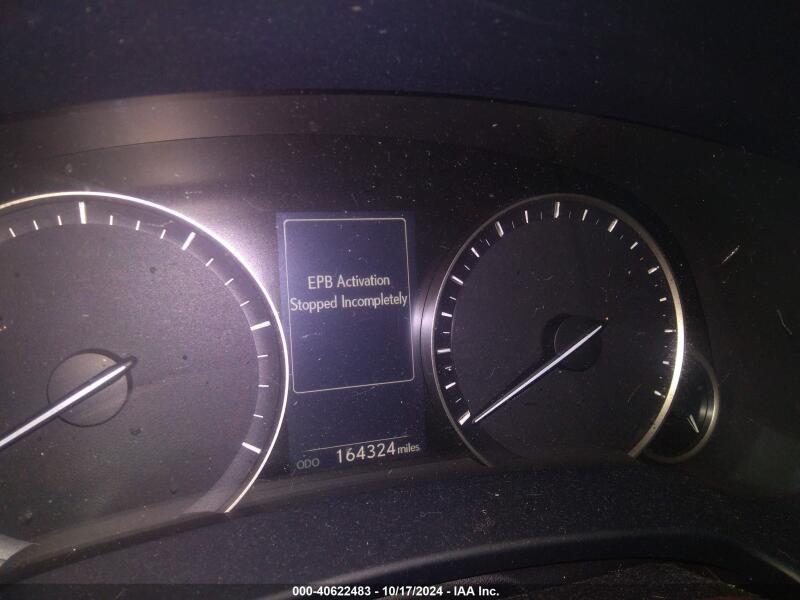 EPB Activation
Stopped Incompletely
ODO 164324 miles
000-40622483 - 10/17/2024 - IAA Inc.